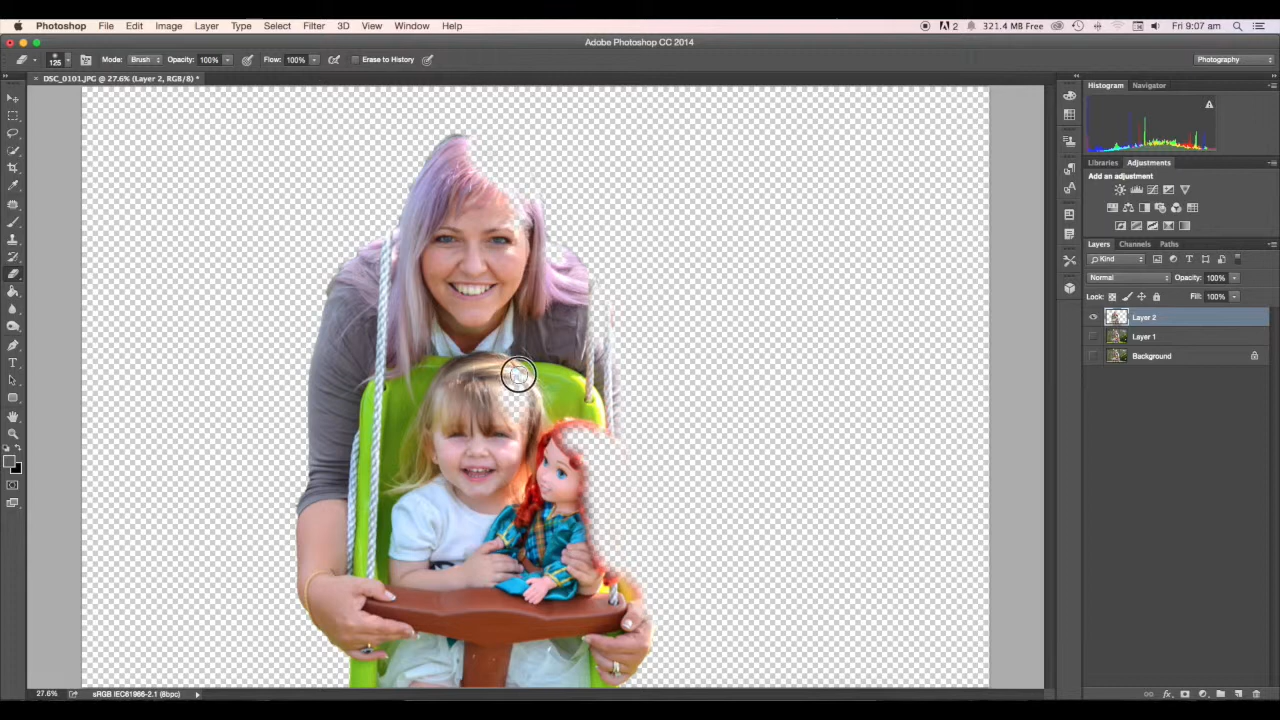 Photoshop File Edit Image Layer Type Select Filter 3D View Window Help 2 321.4 MB Free Fri 9:07 am
Adobe Photoshop CC 2014
125 Mode: Brush Opacity: 100% Flow: 100% Erase to History Photography
DSC_0101.JPG @ 27.6% (Layer 2, RGB/8) *
Histogram Navigator
Libraries Adjustments
Add an adjustment
Layers Channels Paths
Kind
Normal Opacity: 100%
Lock: Fill: 100%
Layer 2
Layer 1
Background
27.6% sRGB IEC61966-2.1 (8bpc)